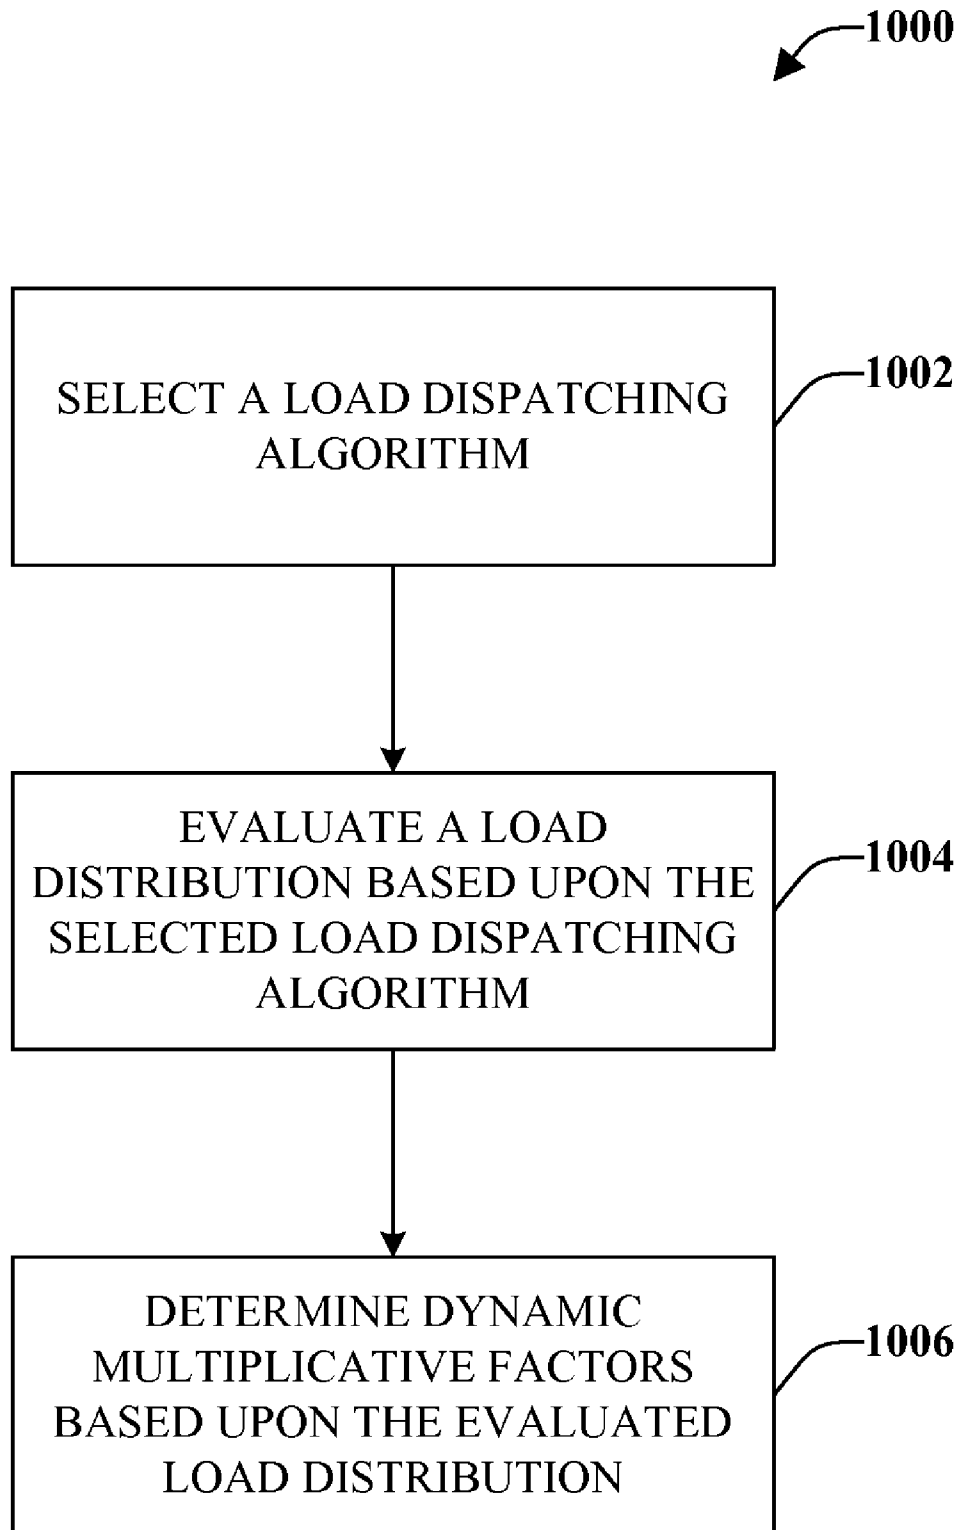 1000
SELECT A LOAD DISPATCHING
ALGORITHM
1002
EVALUATE A LOAD
DISTRIBUTION BASED UPON THE
SELECTED LOAD DISPATCHING
ALGORITHM
1004
DETERMINE DYNAMIC
MULTIPLICATIVE FACTORS
BASED UPON THE EVALUATED
LOAD DISTRIBUTION
1006